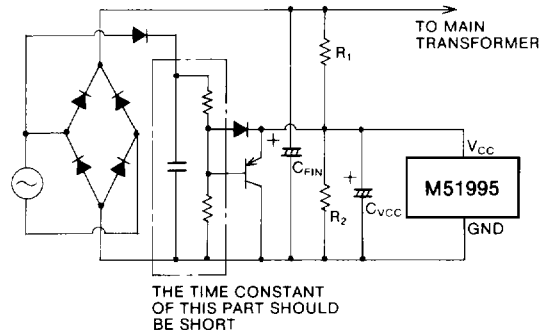 TO MAIN
TRANSFORMER
R1
+
CFIN
R2
+
CVCC
VCC
M51995
GND
THE TIME CONSTANT
OF THIS PART SHOULD
BE SHORT